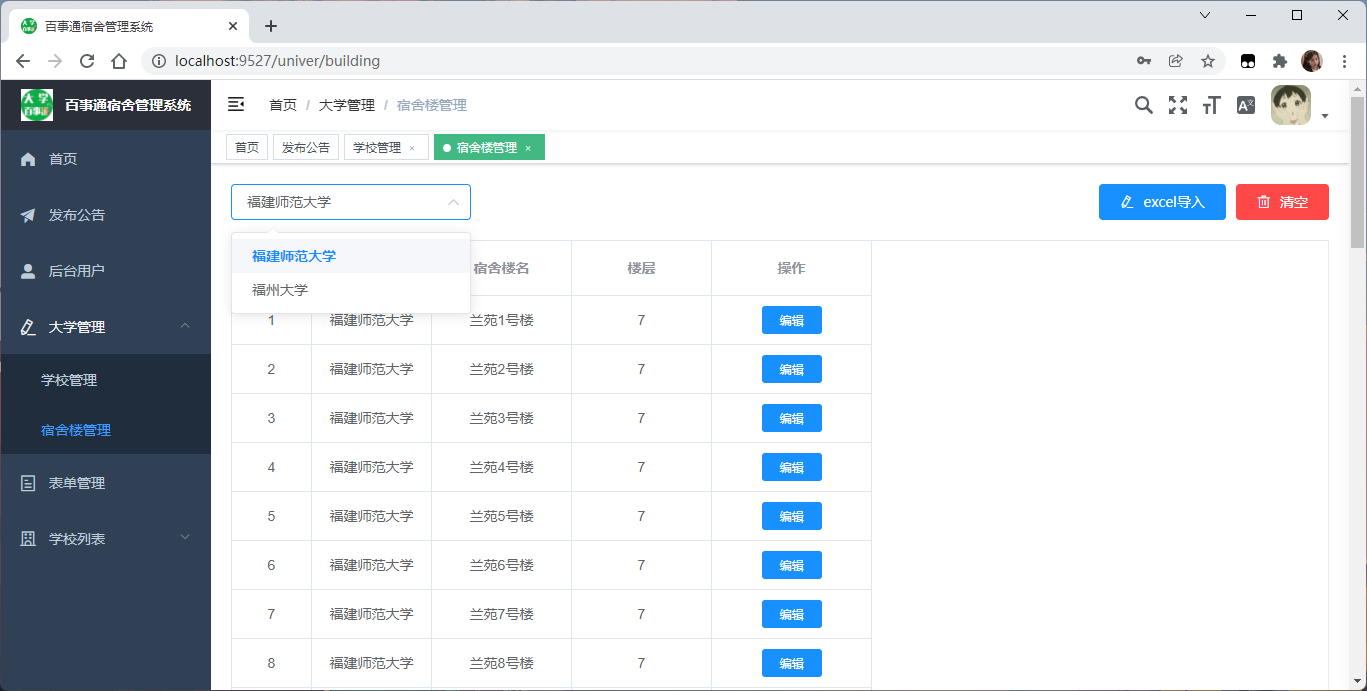 百事通宿舍管理系统
localhost:9527/univer/building
大学
百事通
百事通宿舍管理系统
首页 / 大学管理 / 宿舍楼管理
首页
发布公告
后台用户
大学管理
学校管理
宿舍楼管理
表单管理
学校列表
首页 发布公告 学校管理 × 宿舍楼管理 ×
福建师范大学 excel导入 清空
福建师范大学
福州大学
宿舍楼名 楼层 操作
1 福建师范大学 兰苑1号楼 7 编辑
2 福建师范大学 兰苑2号楼 7 编辑
3 福建师范大学 兰苑3号楼 7 编辑
4 福建师范大学 兰苑4号楼 7 编辑
5 福建师范大学 兰苑5号楼 7 编辑
6 福建师范大学 兰苑6号楼 7 编辑
7 福建师范大学 兰苑7号楼 7 编辑
8 福建师范大学 兰苑8号楼 7 编辑